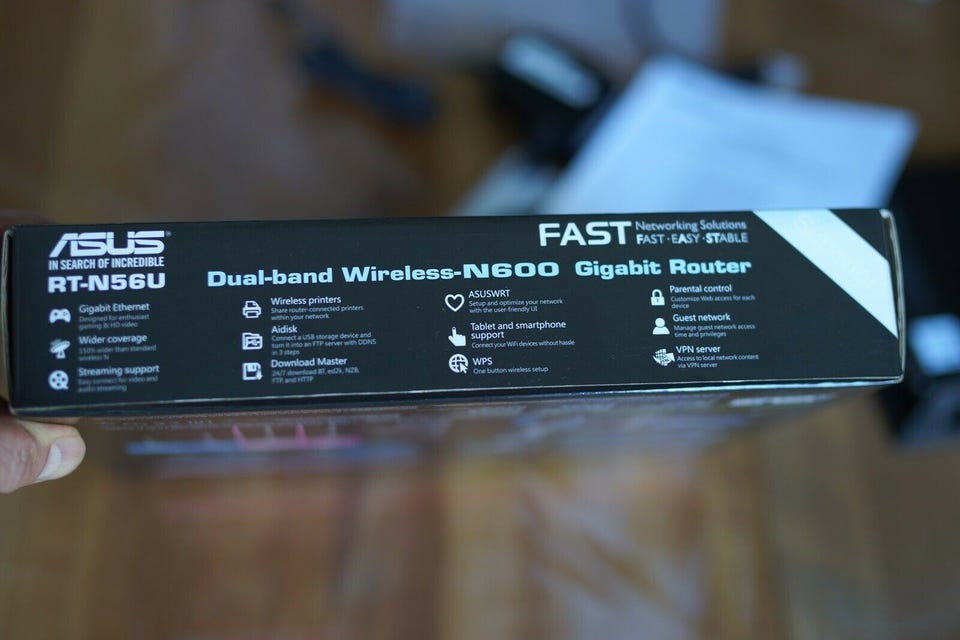 ASUS
IN SEARCH OF INCREDIBLE
RT-N56U
FAST Networking Solutions
FAST · EASY · STABLE
Dual-band Wireless-N600 Gigabit Router
Gigabit Ethernet
Designed for enthusiast
gaming & HD video
Wider coverage
150% wider than standard
wireless N
Streaming support
Easy connect for video and
audio streaming
Wireless printers
Share router-connected printers
within your network
Aidisk
Connect a USB storage device and
turn it into an FTP server with DDNS
in 3 steps
Download Master
24/7 download BT, ed2k, NZB,
FTP, and HTTP
ASUSWRT
Setup and optimize your network
with the user-friendly UI
Tablet and smartphone
support
Connect your WiFi devices without hassle
WPS
One button wireless setup
Parental control
Customize Web access for each
device
Guest network
Manage guest network access
time and privileges
VPN server
Access to local network content
via VPN server